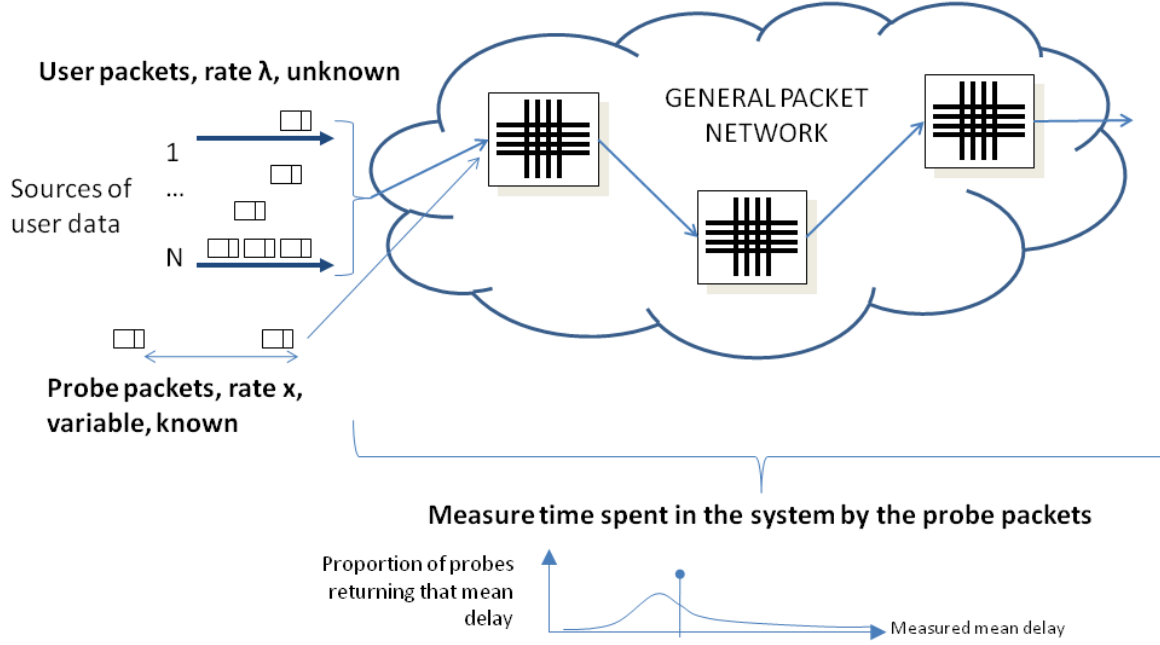 User packets, rate λ, unknown
GENERAL PACKET
NETWORK
1
...
Sources of
user data
N
Probe packets, rate x,
variable, known
Measure time spent in the system by the probe packets
Proportion of probes
returning that mean
delay
Measured mean delay